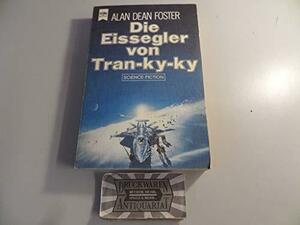 ALAN DEAN FOSTER
Die
Eissegler
von
Tran-ky-ky
SCIENCE FICTION
DRUCKWAREN
ANTIQUARIAT